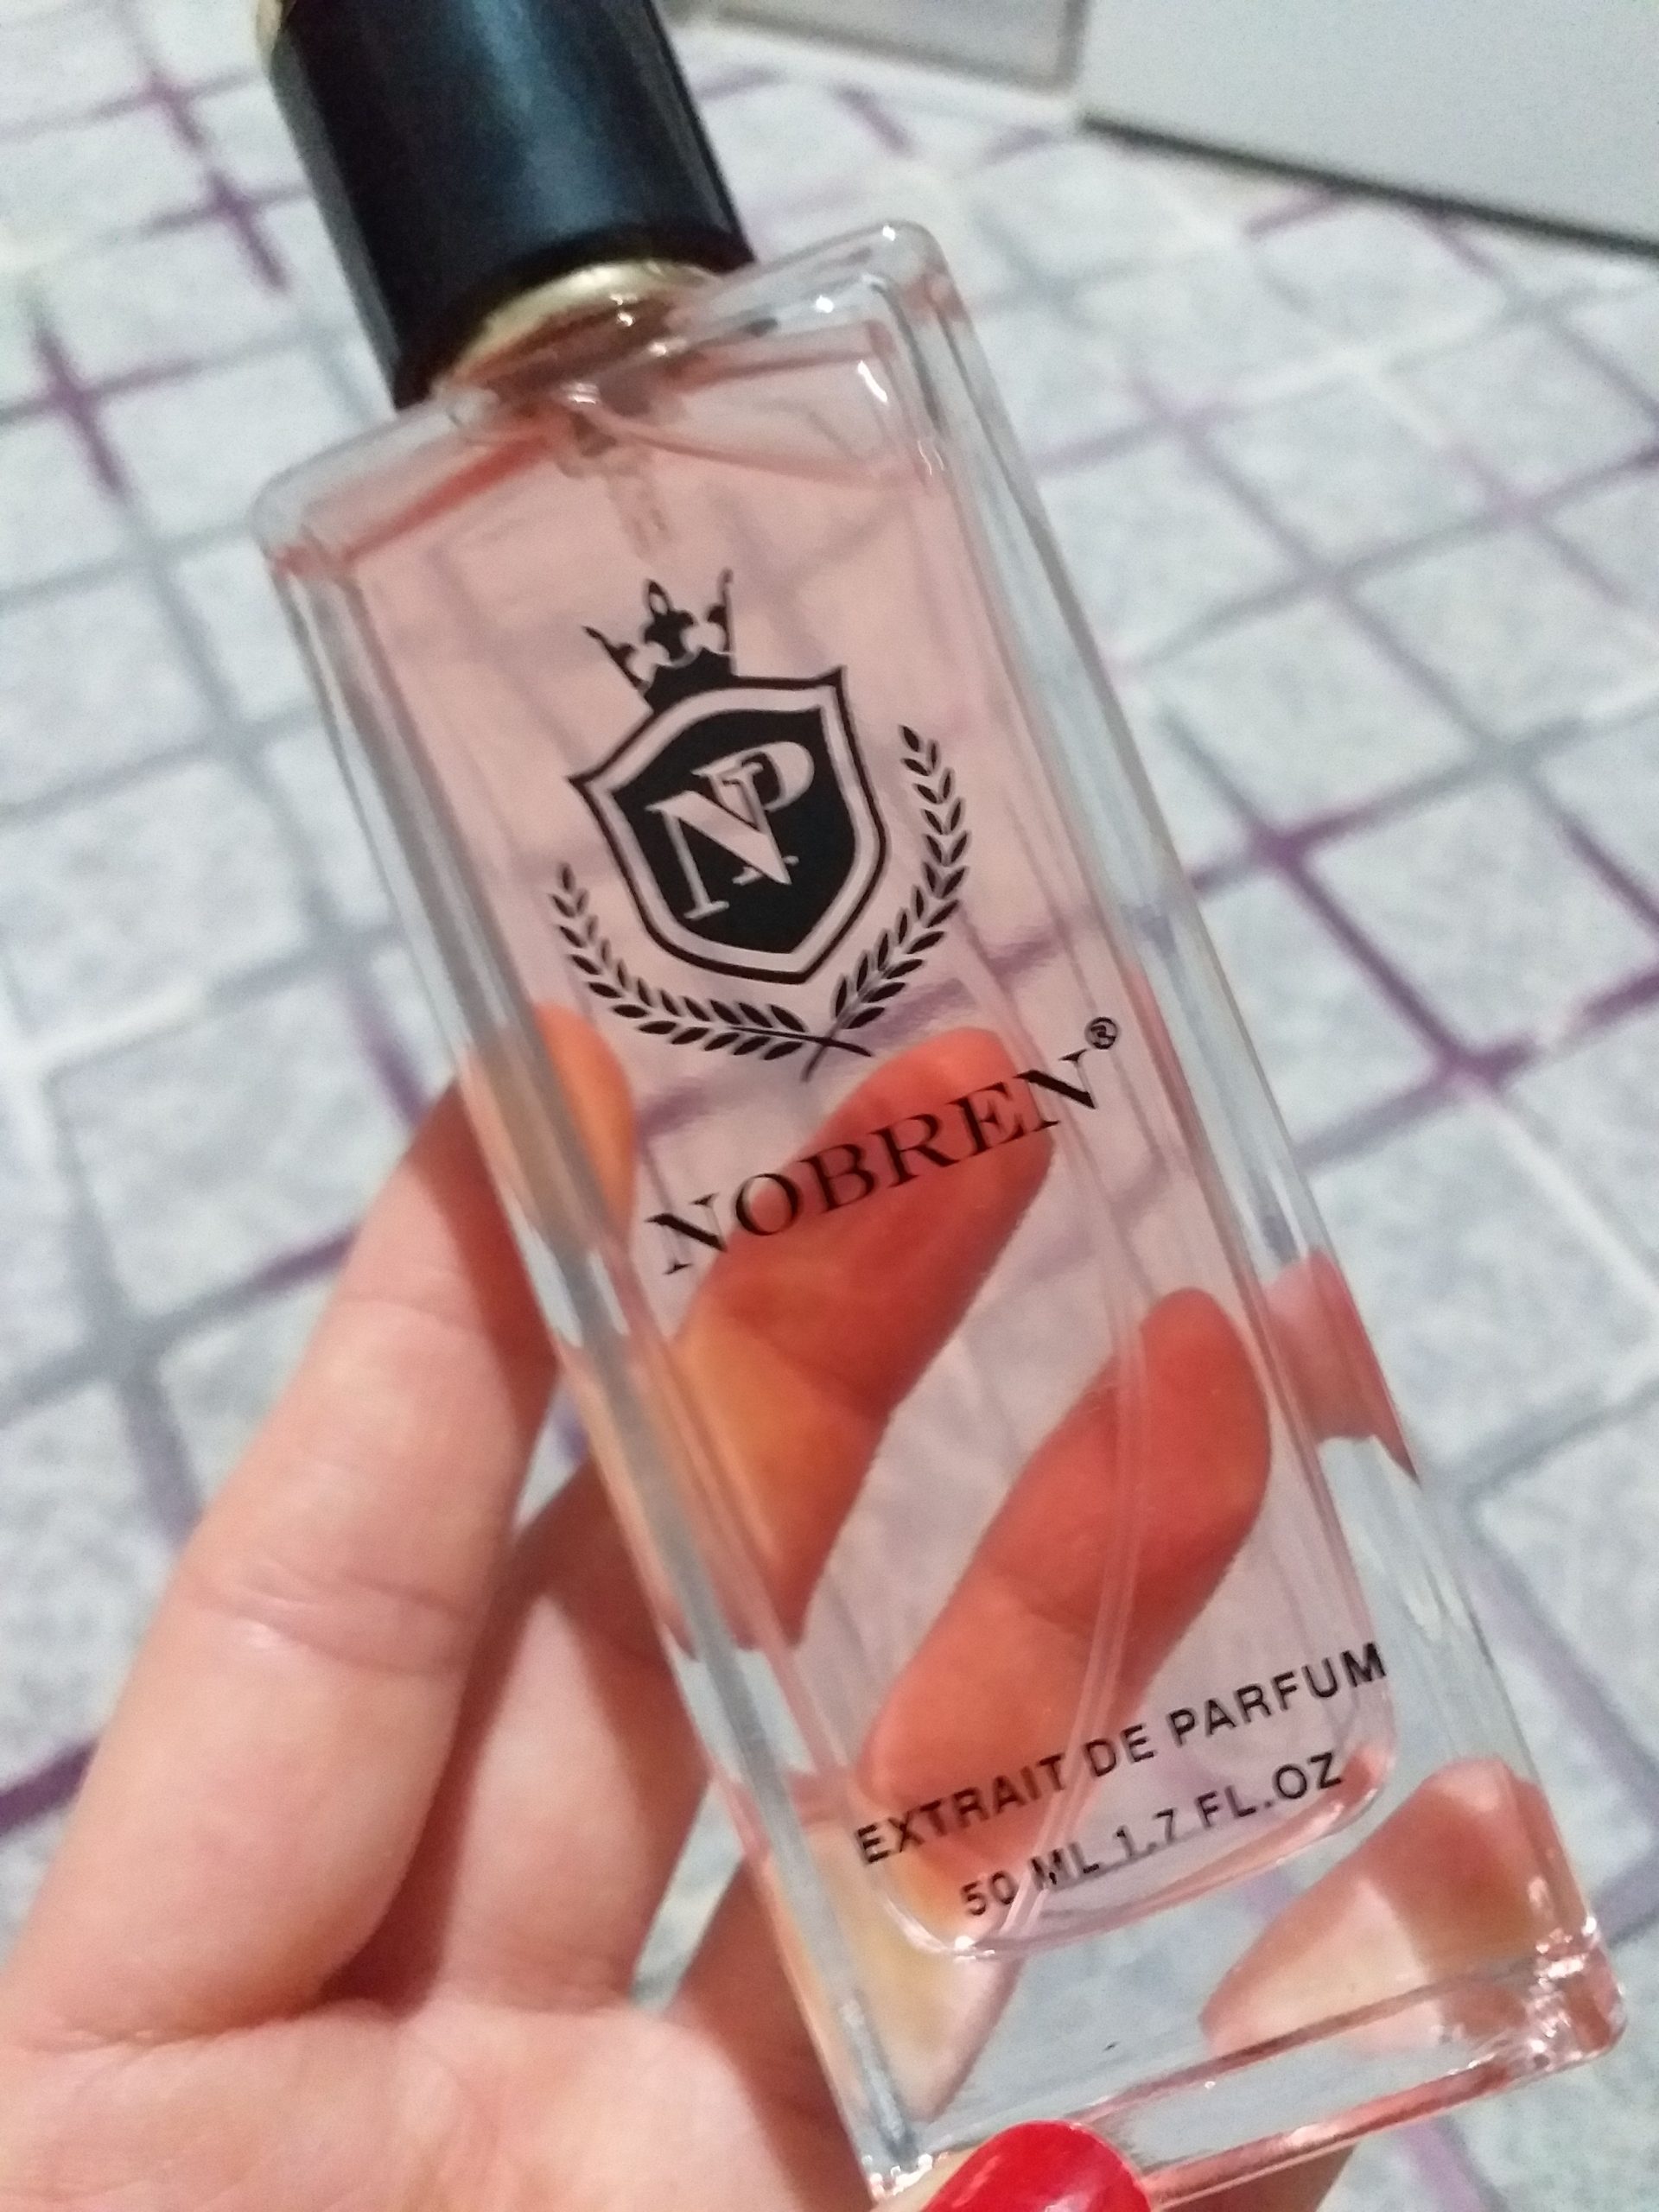 NP
NOBREN®
EXTRAIT DE PARFUM
50 ML 1.7 FL.OZ